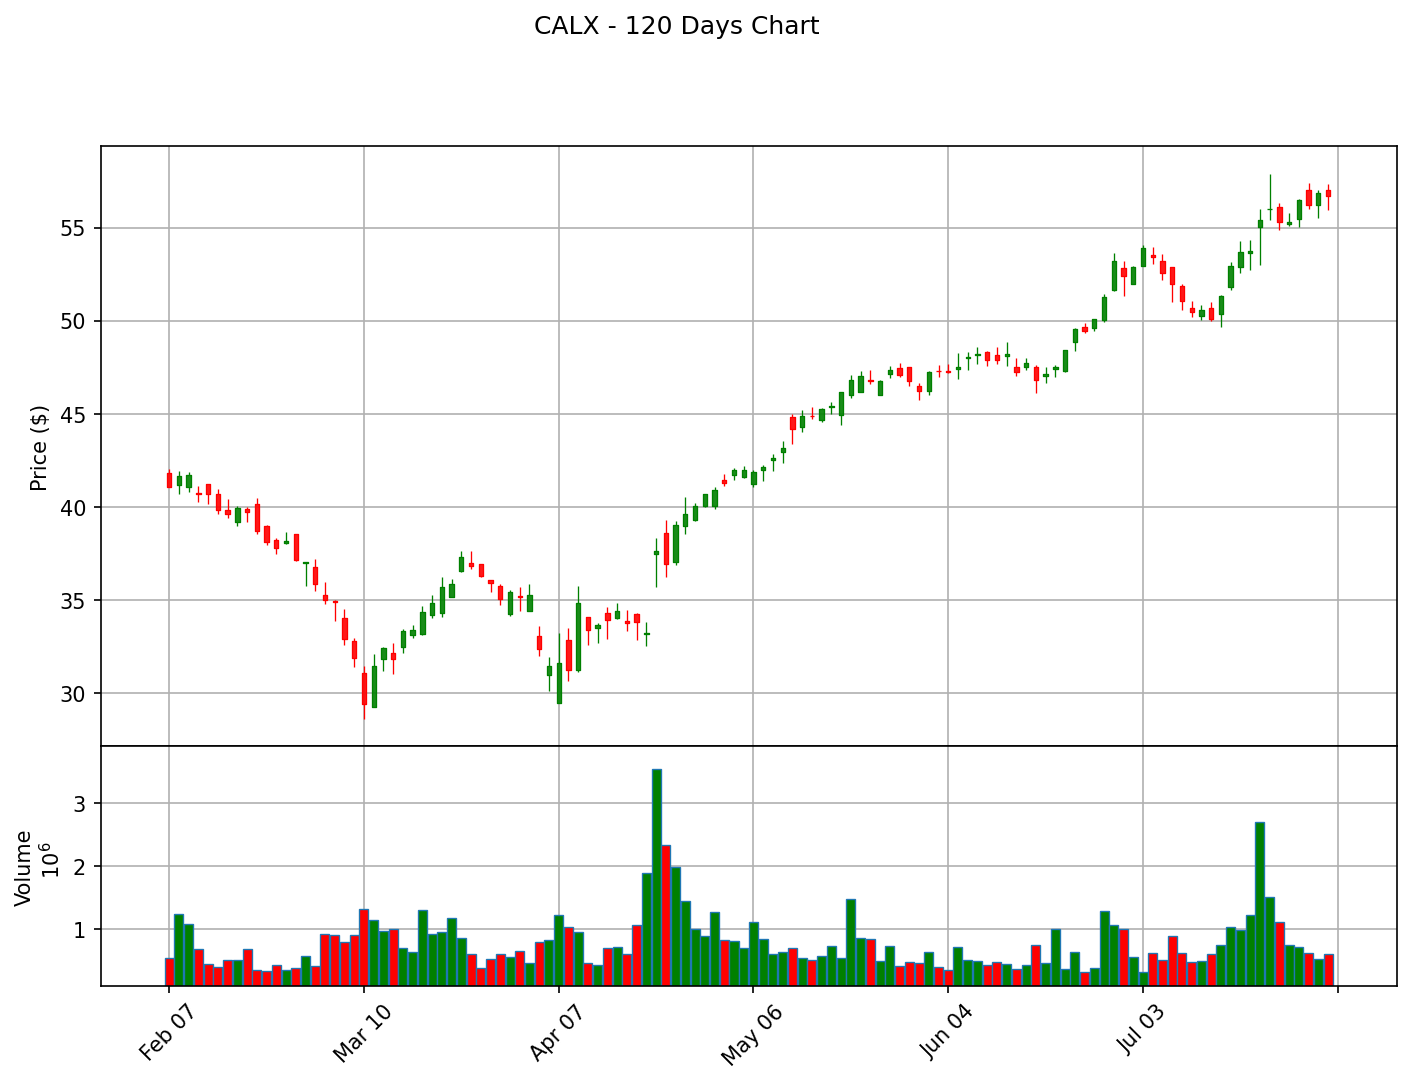 CALX - 120 Days Chart
Price ($)
55
50
45
40
35
30
Volume
10^6
3
2
1
Feb 07
Mar 10
Apr 07
May 06
Jun 04
Jul 03